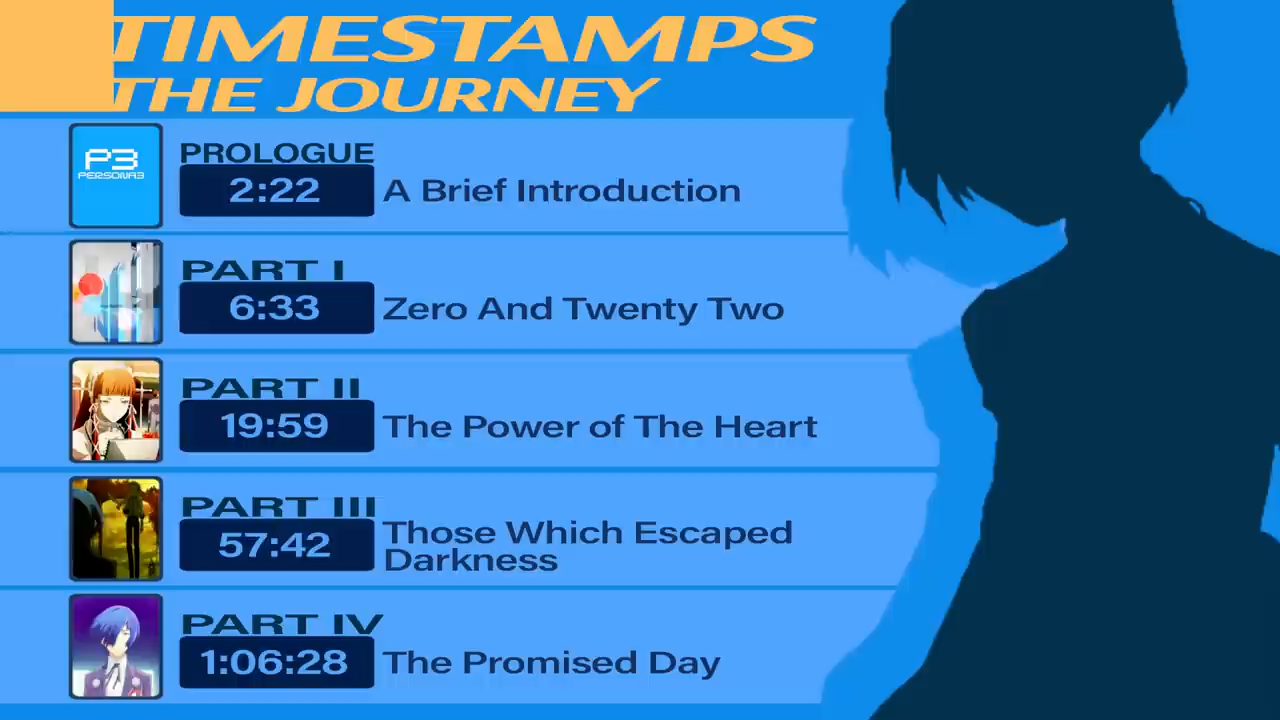 TIMESTAMPS
THE JOURNEY
P3
PERSONA3
PROLOGUE
2:22
A Brief Introduction
PART I
6:33
Zero And Twenty Two
PART II
19:59
The Power of The Heart
PART III
57:42
Those Which Escaped
Darkness
PART IV
1:06:28
The Promised Day